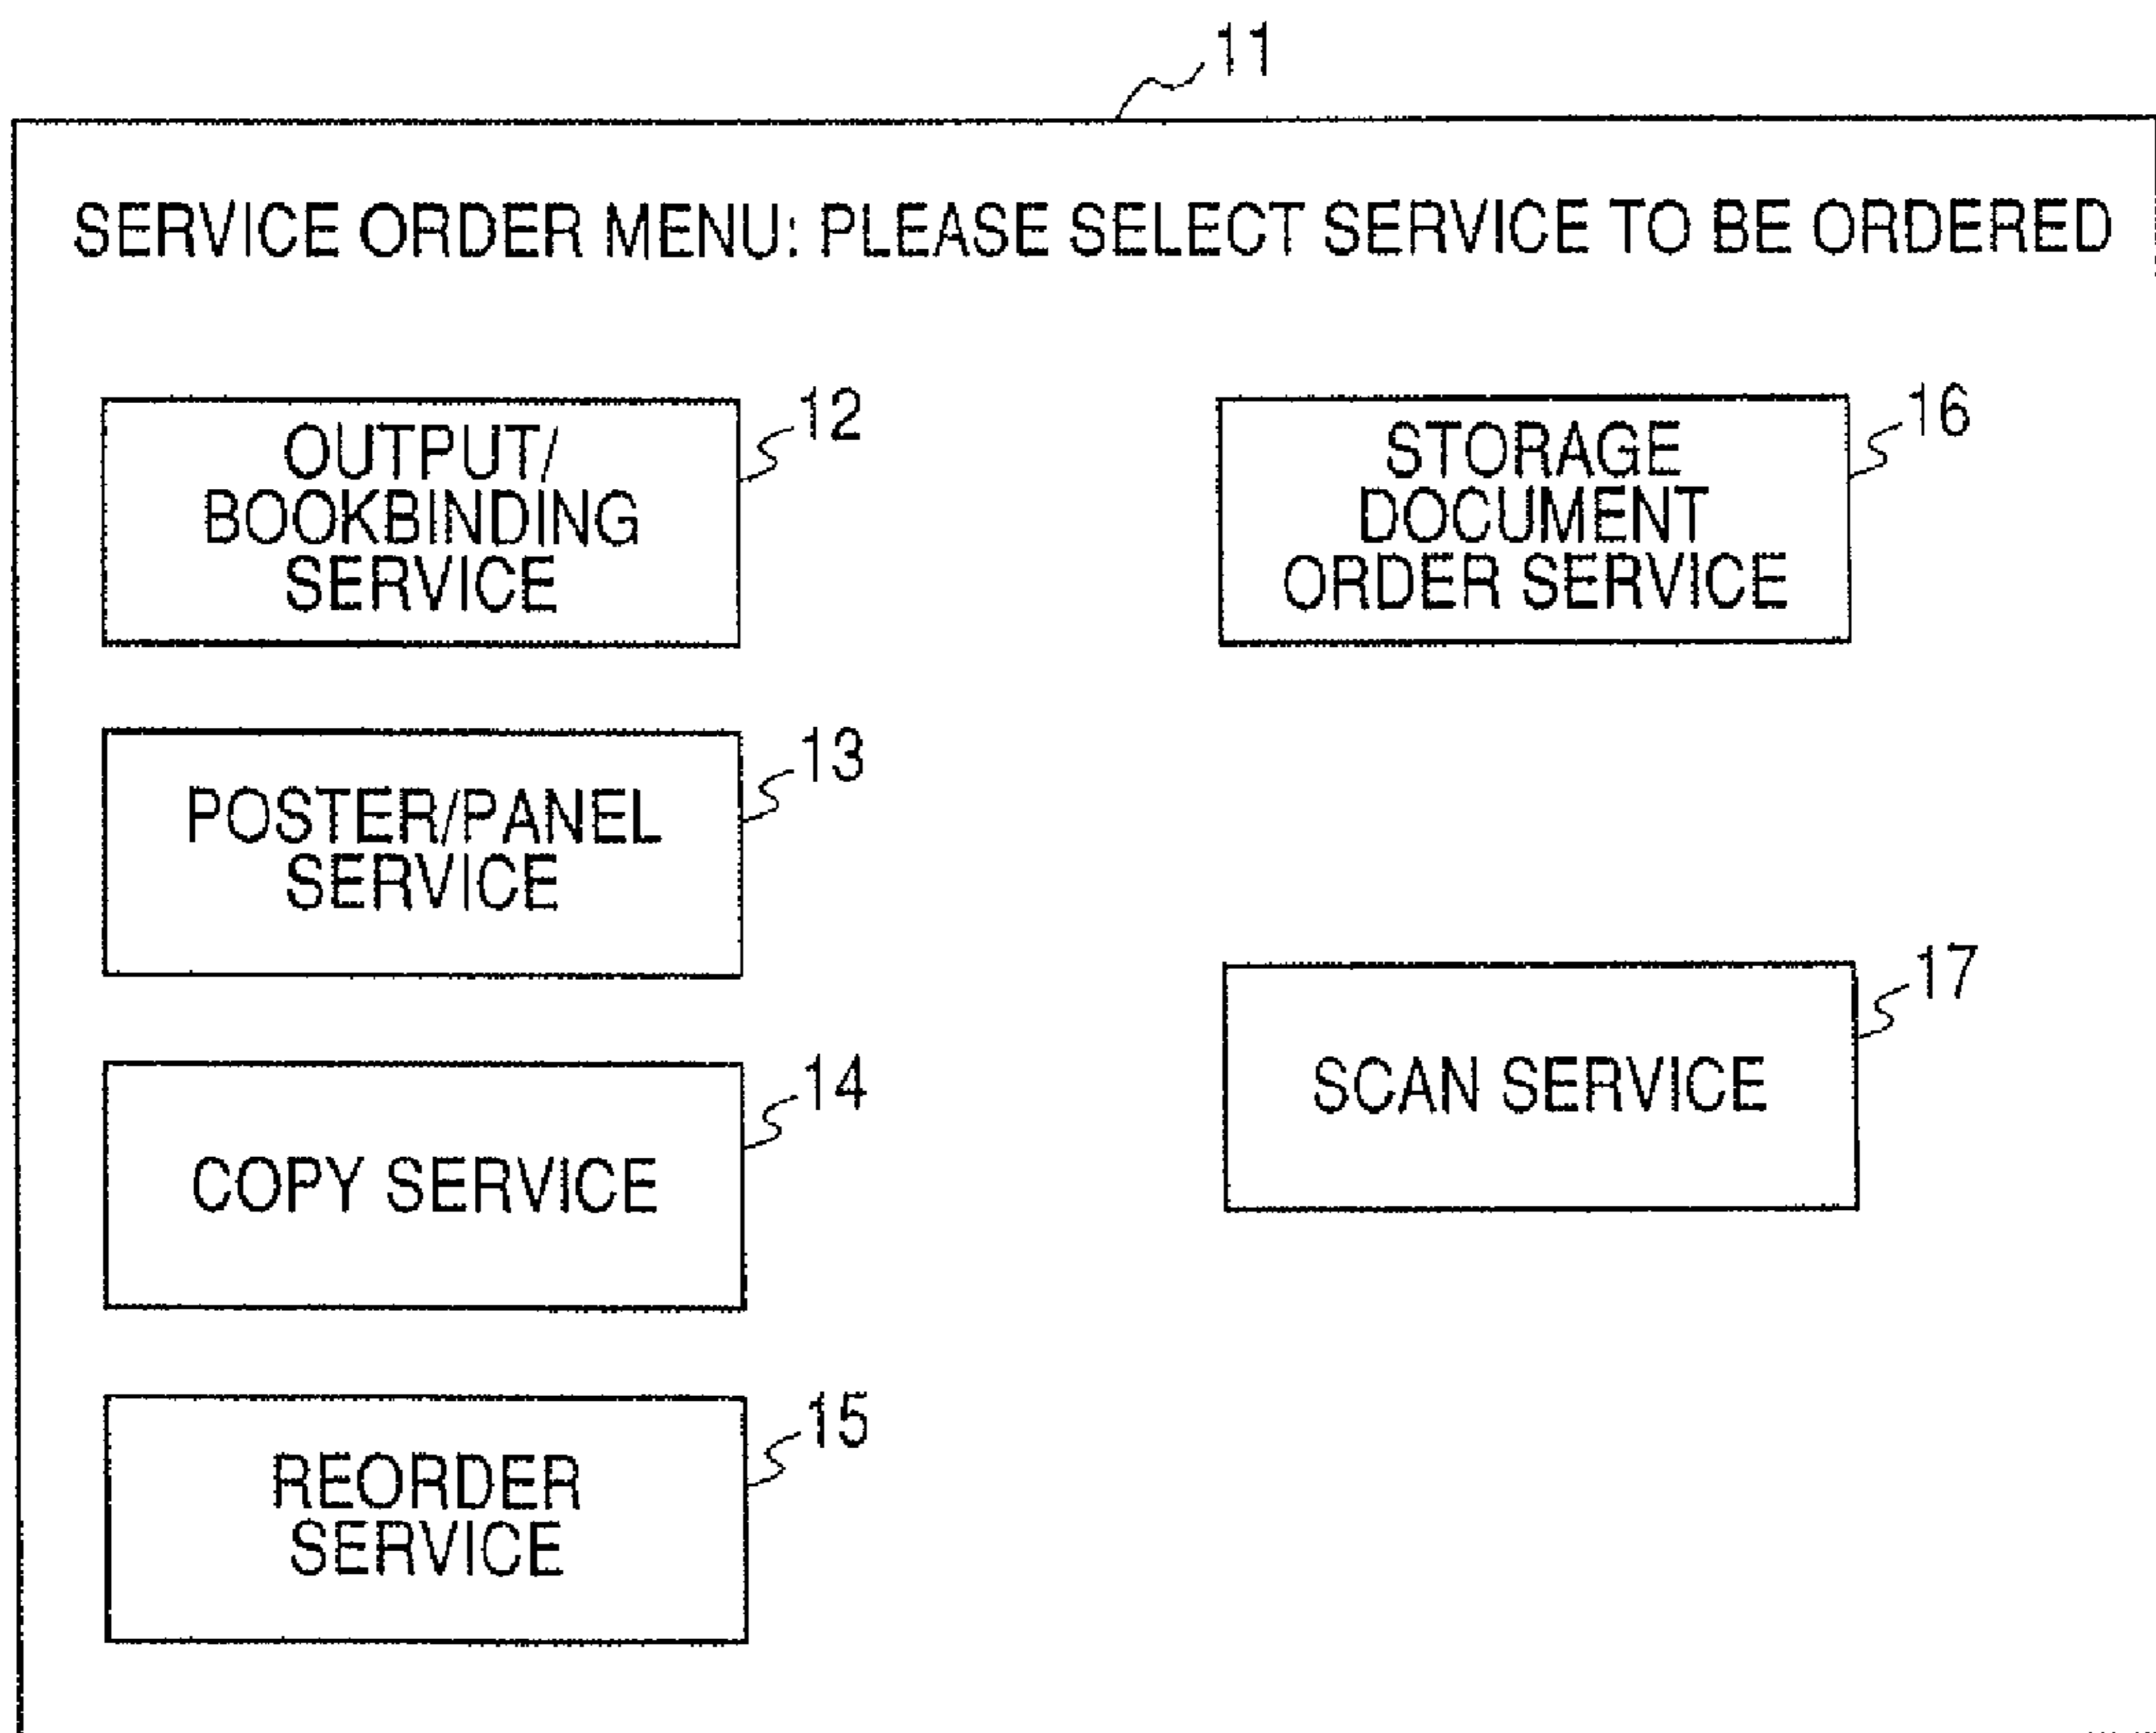 11
SERVICE ORDER MENU: PLEASE SELECT SERVICE TO BE ORDERED
OUTPUT/
BOOKBINDING
SERVICE
12
POSTER/PANEL
SERVICE
13
COPY SERVICE
14
REORDER
SERVICE
15
STORAGE
DOCUMENT
ORDER SERVICE
16
SCAN SERVICE
17